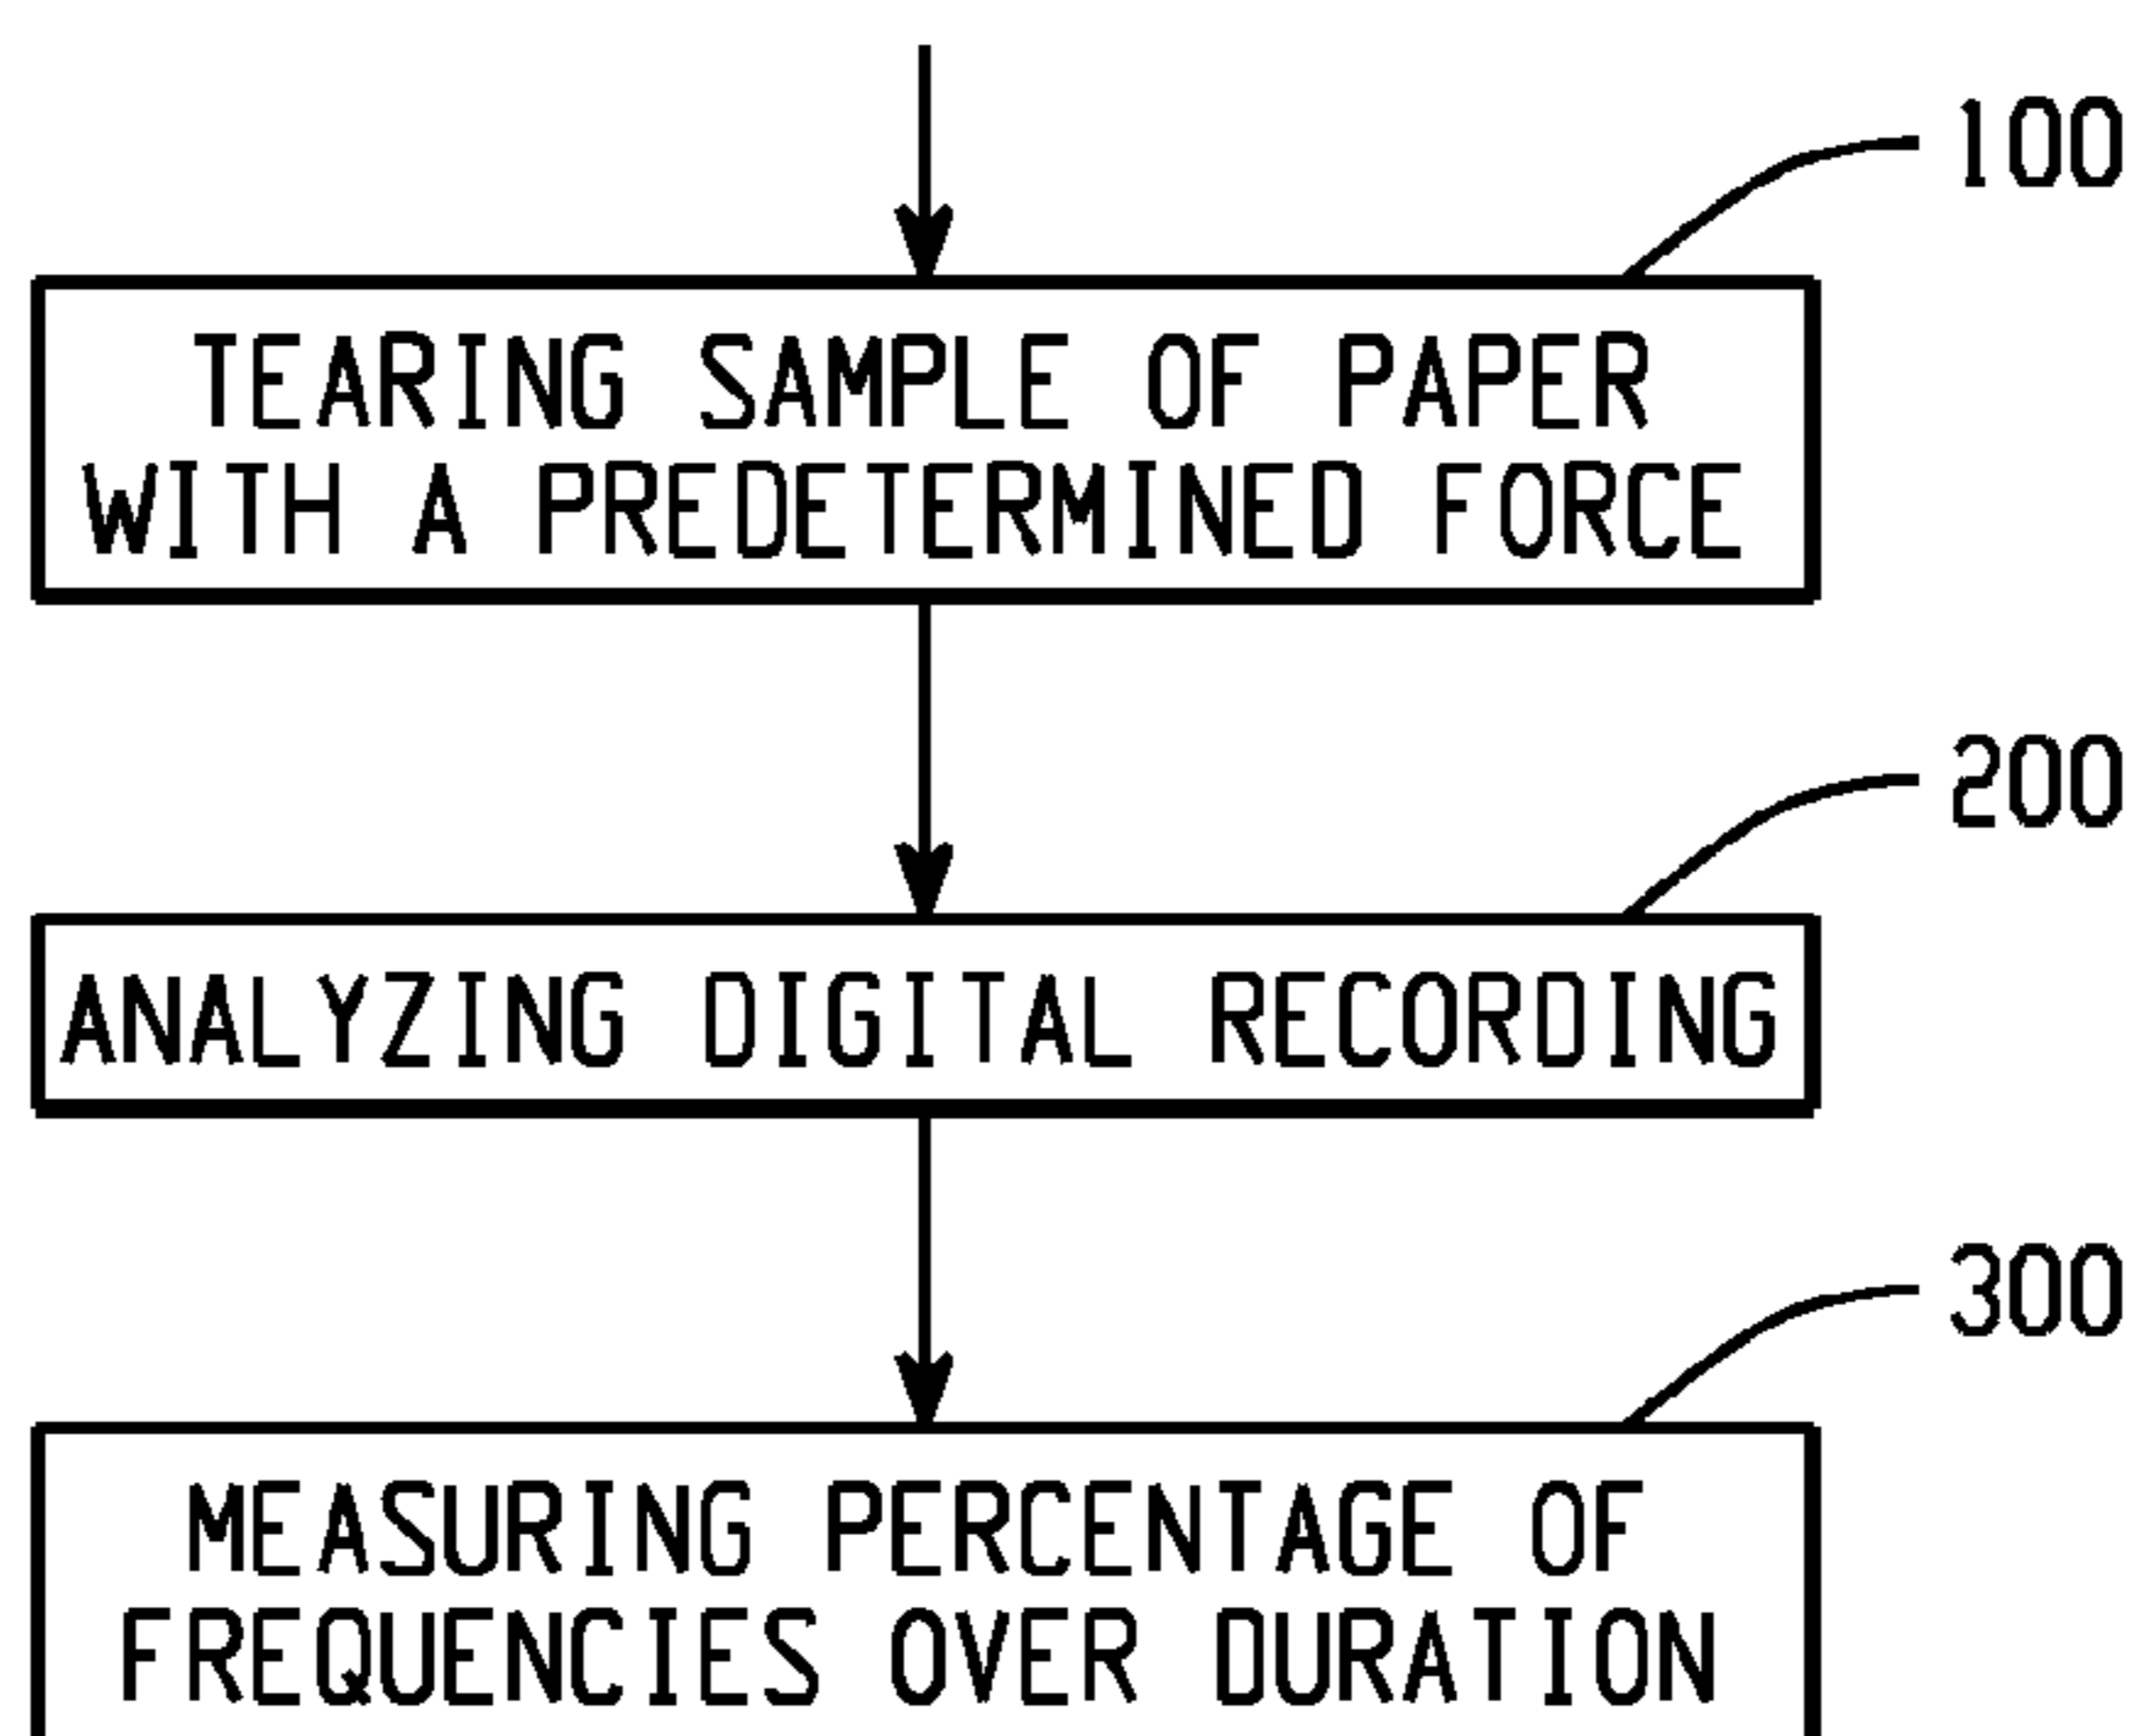 100
TEARING SAMPLE OF PAPER
WITH A PREDETERMINED FORCE
200
ANALYZING DIGITAL RECORDING
300
MEASURING PERCENTAGE OF
FREQUENCIES OVER DURATION